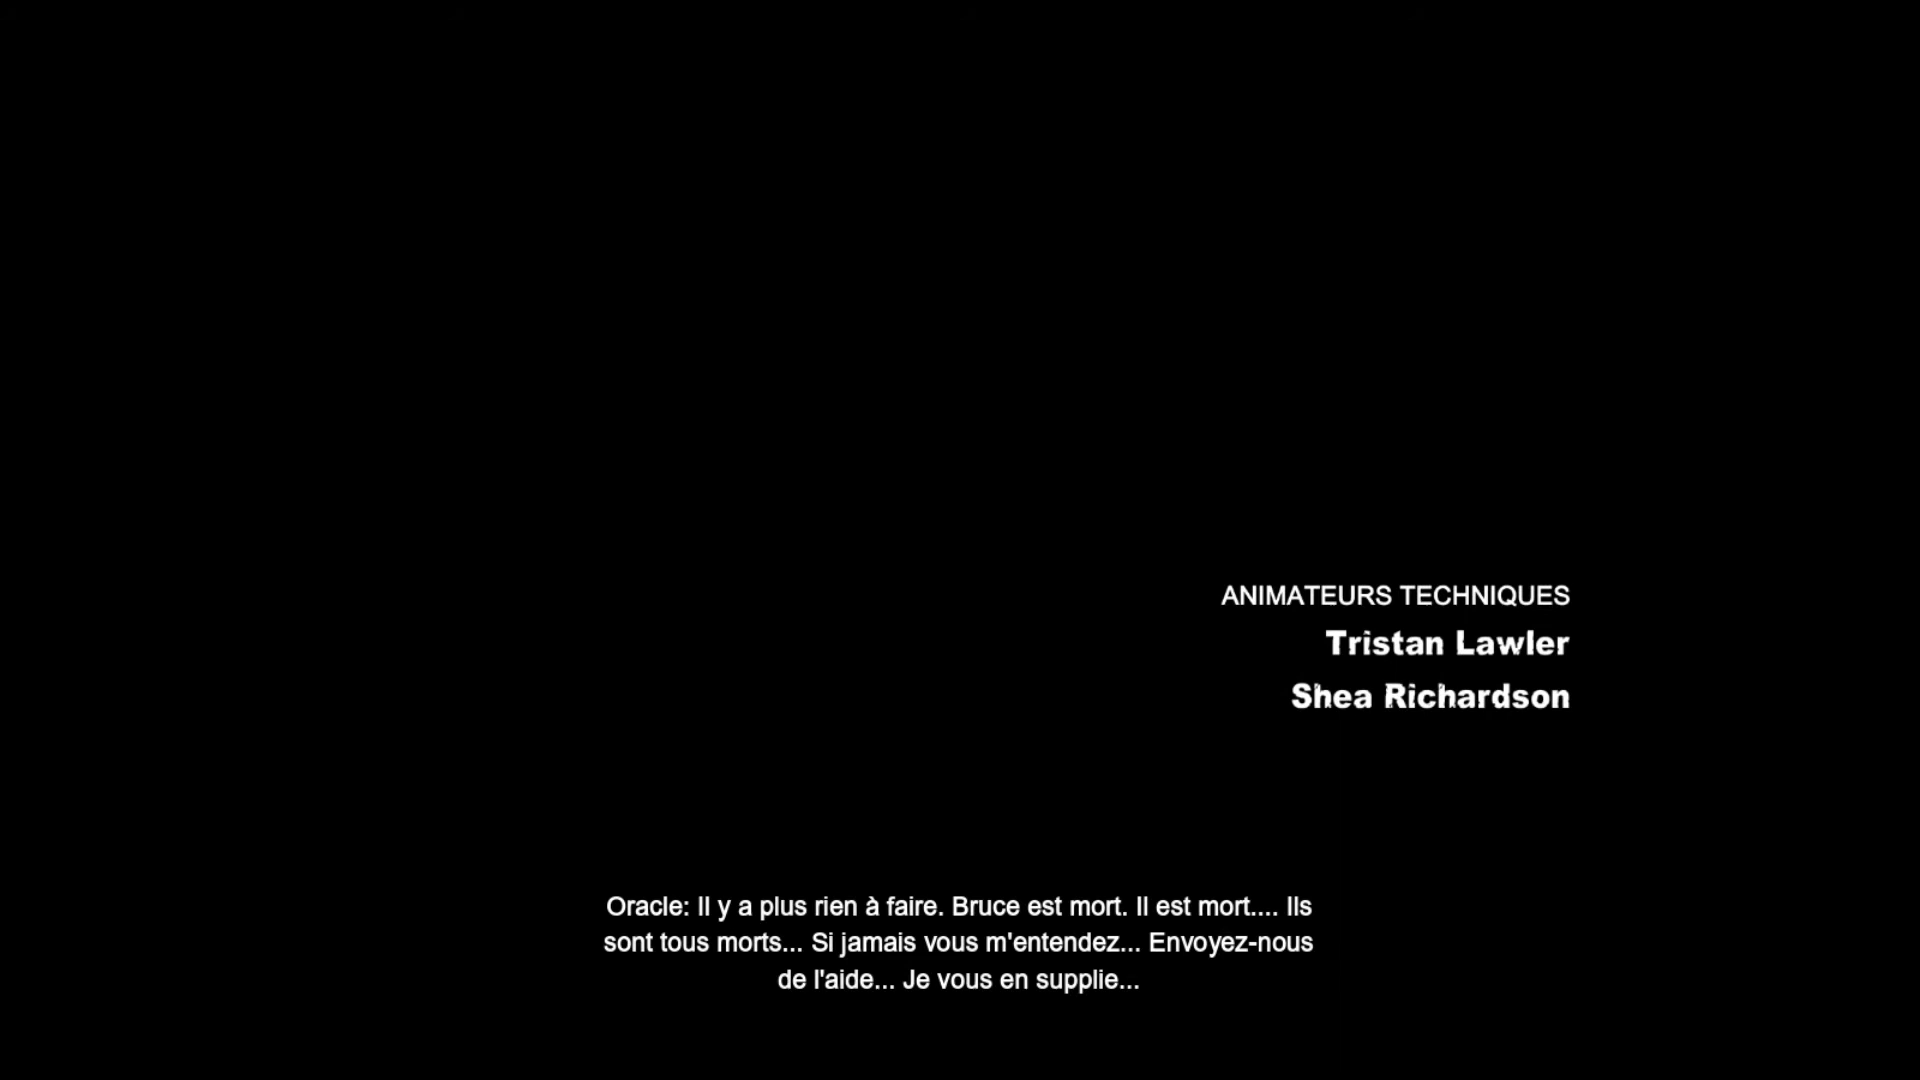 ANIMATEURS TECHNIQUES
Tristan Lawler
Shea Richardson
Oracle: Il y a plus rien à faire. Bruce est mort. Il est mort.... Ils
sont tous morts... Si jamais vous m'entendez... Envoyez-nous
de l'aide... Je vous en supplie...